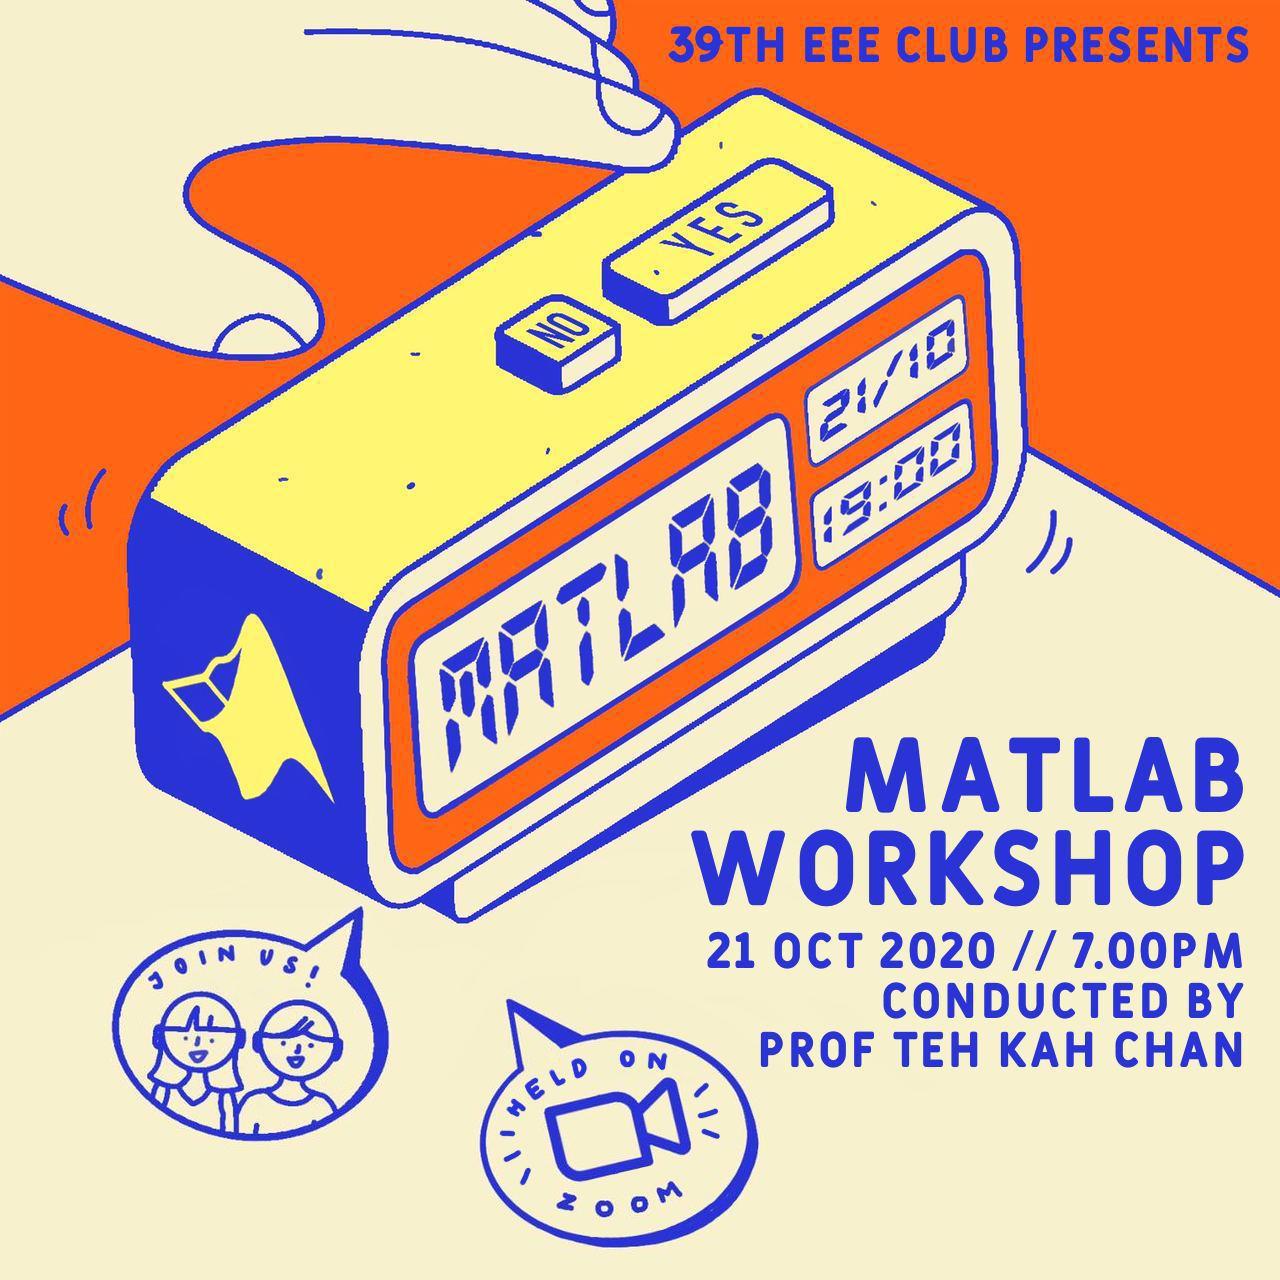 39TH EEE CLUB PRESENTS
YES
NO
21/10
19:00
MATLAB
MATLAB
WORKSHOP
21 OCT 2020 // 7.00PM
CONDUCTED BY
PROF TEH KAH CHAN
JOIN US!
HELD ON
ZOOM